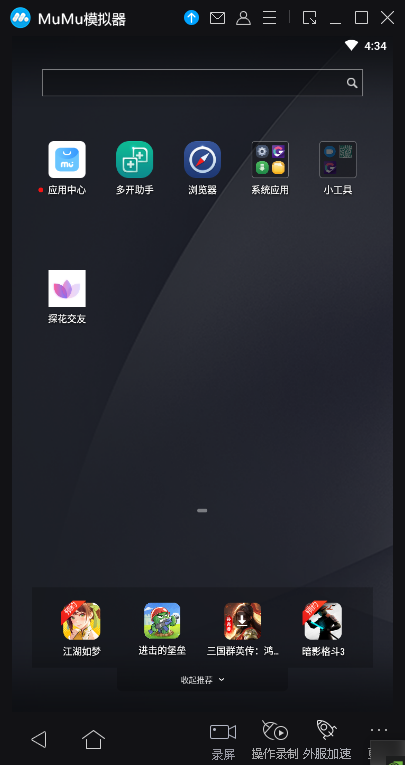 MuMu模拟器
4:34
应用中心
多开助手
浏览器
系统应用
小工具
探花交友
江湖如梦
进击的堡垒
三国群英传：鸿...
暗影格斗3
收起推荐
录屏
操作录制
外服加速